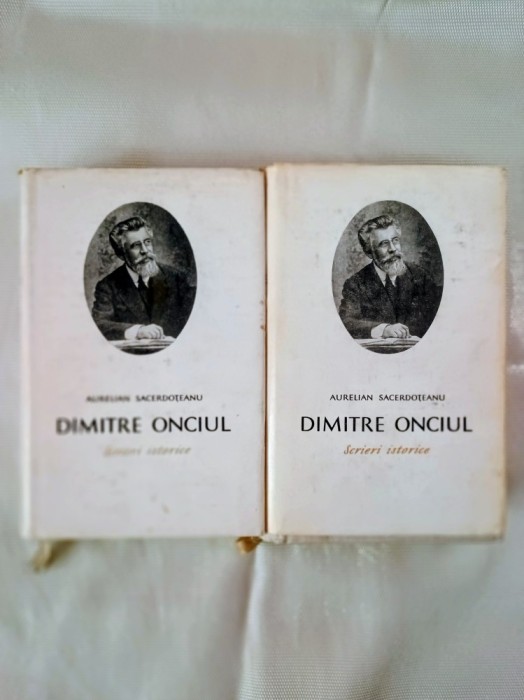 AURELIAN SACERDOȚEANU
DIMITRE ONCIUL
Scrieri istorice
AURELIAN SACERDOȚEANU
DIMITRE ONCIUL
Scrieri istorice